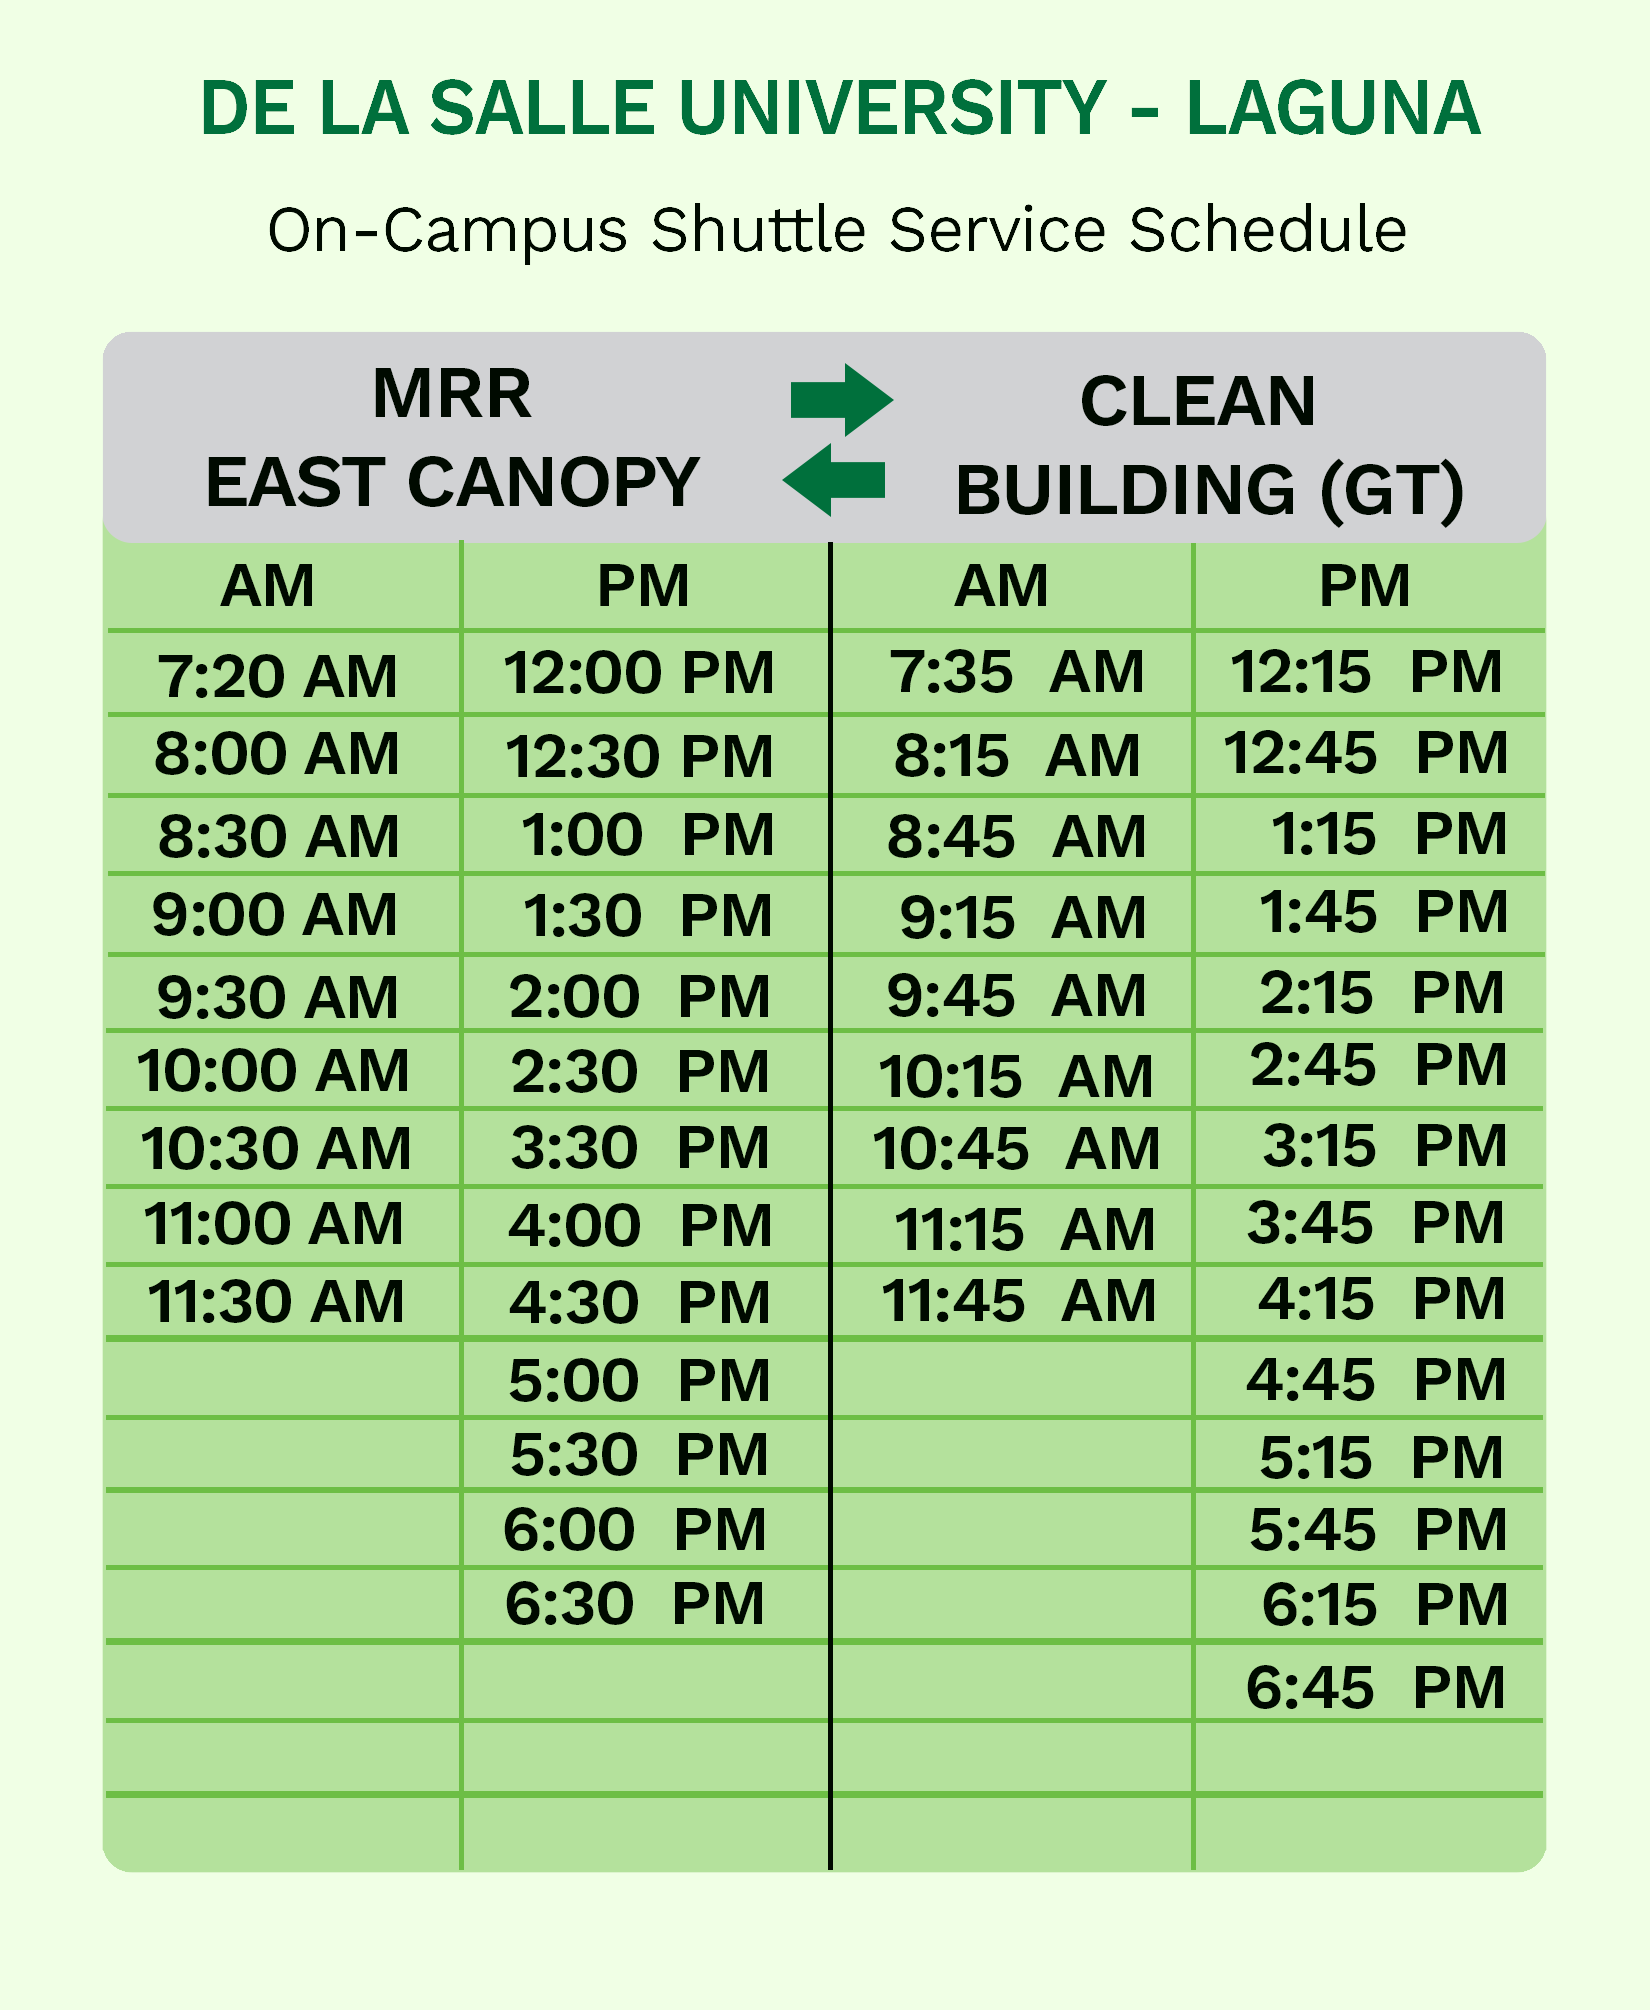 DE LA SALLE UNIVERSITY - LAGUNA
On-Campus Shuttle Service Schedule
MRR CLEAN
EAST CANOPY BUILDING (GT)
AM PM AM PM
7:20 AM 12:00 PM 7:35 AM 12:15 PM
8:00 AM 12:30 PM 8:15 AM 12:45 PM
8:30 AM 1:00 PM 8:45 AM 1:15 PM
9:00 AM 1:30 PM 9:15 AM 1:45 PM
9:30 AM 2:00 PM 9:45 AM 2:15 PM
10:00 AM 2:30 PM 10:15 AM 2:45 PM
10:30 AM 3:30 PM 10:45 AM 3:15 PM
11:00 AM 4:00 PM 11:15 AM 3:45 PM
11:30 AM 4:30 PM 11:45 AM 4:15 PM
5:00 PM 4:45 PM
5:30 PM 5:15 PM
6:00 PM 5:45 PM
6:30 PM 6:15 PM
6:45 PM